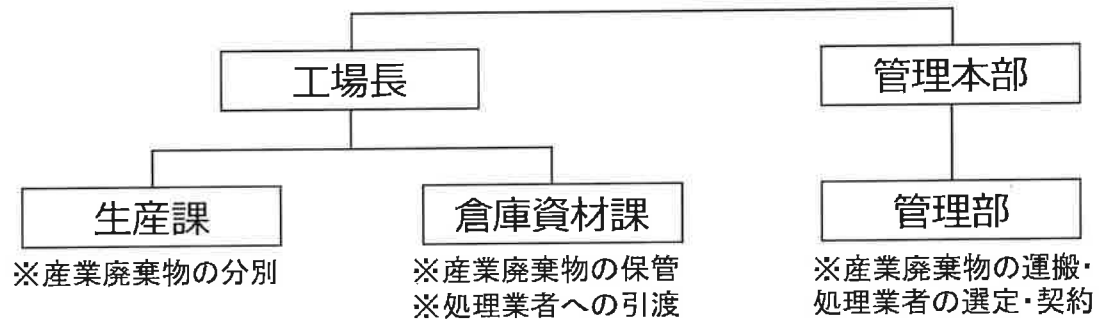 工場長
管理本部
生産課
倉庫資材課
管理部
※産業廃棄物の分別
※産業廃棄物の保管
※処理業者への引渡
※産業廃棄物の運搬・
処理業者の選定・契約